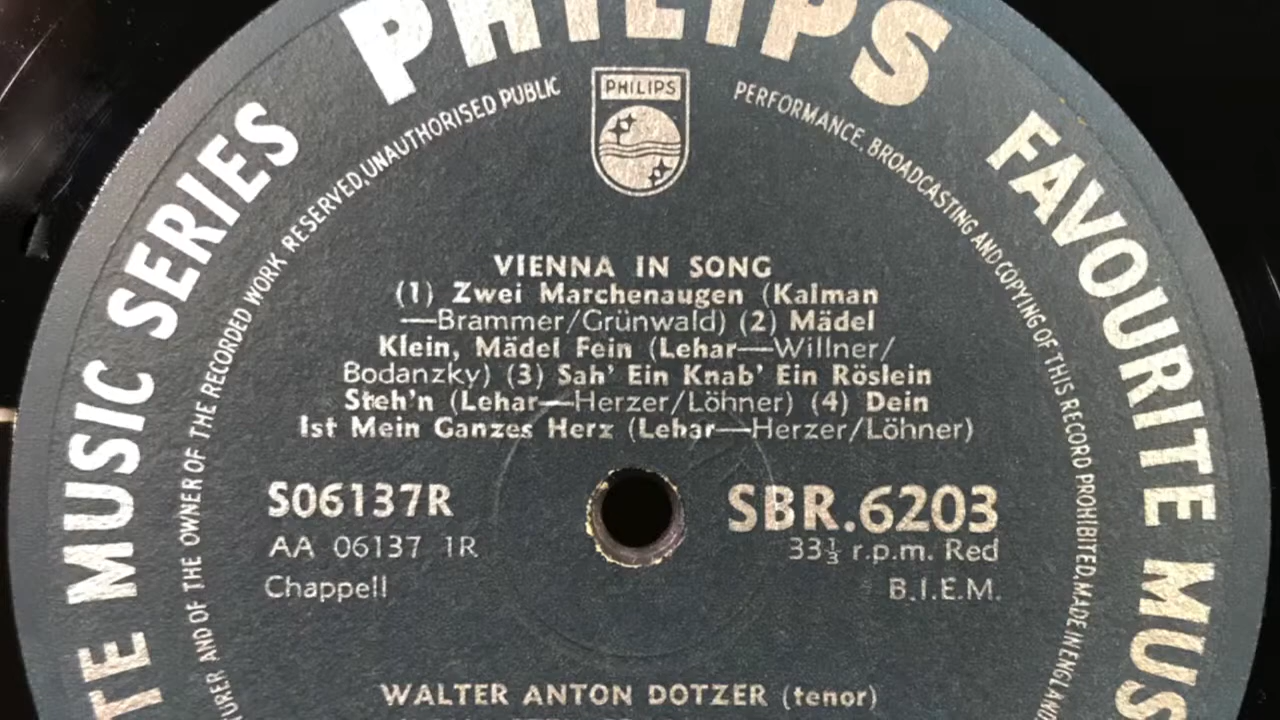 PHILIPS
FAVOURITE MUS
TE MUSIC SERIES
TURER AND OF THE OWNER OF THE RECORDED WORK RESERVED, UNAUTHORISED PUBLIC
PERFORMANCE, BROADCASTING AND COPYING OF THIS RECORD PROHIBITED. MADE IN ENGLAND
PHILIPS
VIENNA IN SONG
(1) Zwei Marchenaugen (Kalman
—Brammer/Grünwald) (2) Mädel
Klein, Mädel Fein (Lehar—Willner/
Bodanzky) (3) Sah' Ein Knab' Ein Röslein
Steh'n (Lehar—Herzer/Löhner) (4) Dein
Ist Mein Ganzes Herz (Lehar—Herzer/Löhner)
S06137R
SBR.6203
AA 06137 1R
33⅓ r.p.m. Red
Chappell
B.I.E.M.
WALTER ANTON DOTZER (tenor)